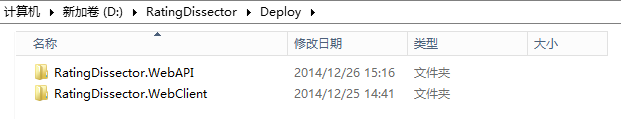 计算机 ▸ 新加卷 (D:) ▸ RatingDissector ▸ Deploy ▸
名称 修改日期 类型 大小
RatingDissector.WebAPI 2014/12/26 15:16 文件夹
RatingDissector.WebClient 2014/12/25 14:41 文件夹